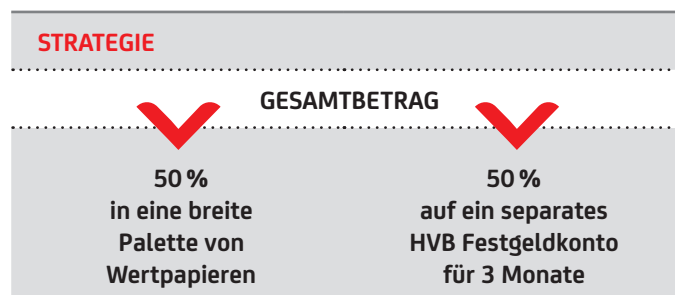 STRATEGIE
GESAMTBETRAG
50 %
in eine breite
Palette von
Wertpapieren
50 %
auf ein separates
HVB Festgeldkonto
für 3 Monate